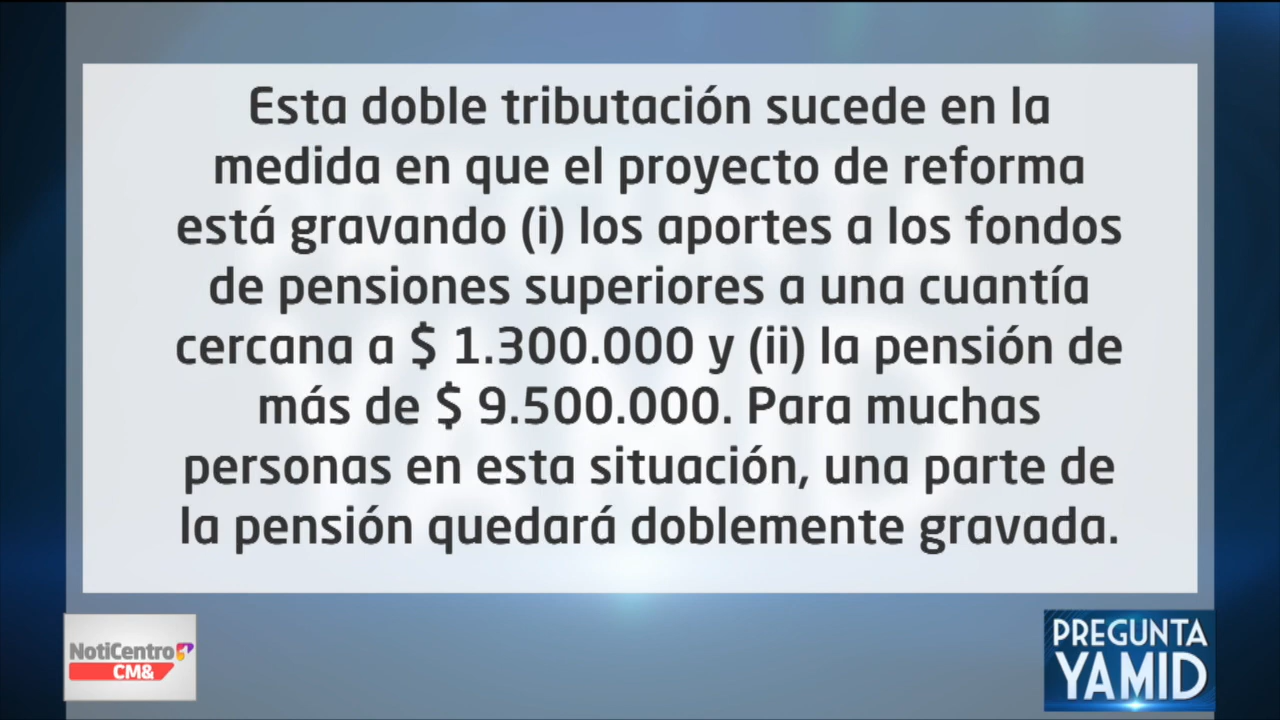 Esta doble tributación sucede en la
medida en que el proyecto de reforma
está gravando (i) los aportes a los fondos
de pensiones superiores a una cuantía
cercana a $ 1.300.000 y (ii) la pensión de
más de $ 9.500.000. Para muchas
personas en esta situación, una parte de
la pensión quedará doblemente gravada.
NotiCentro 1
CM&
PREGUNTA
YAMID